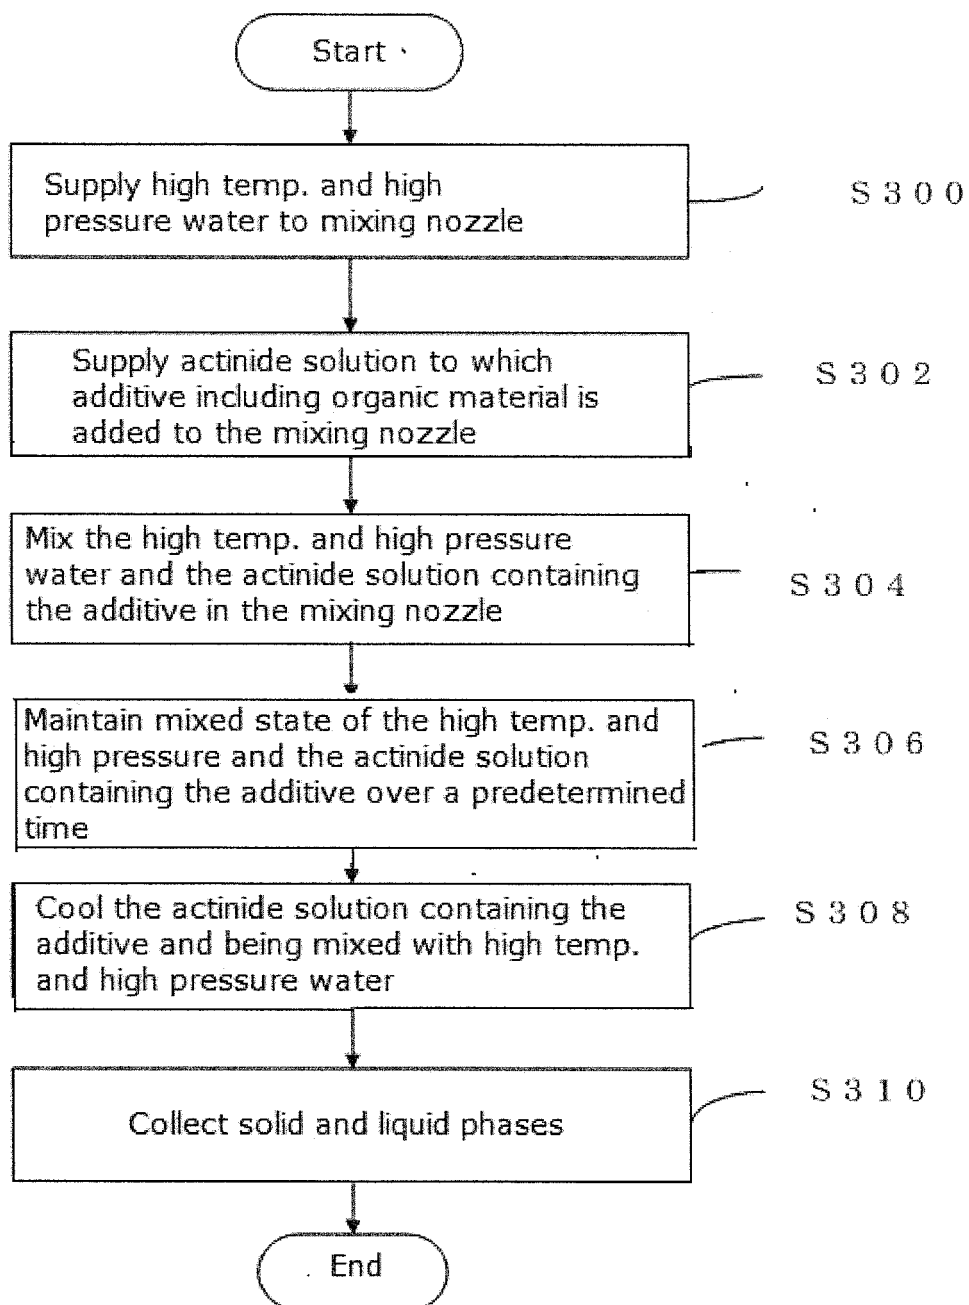 Start
Supply high temp. and high
pressure water to mixing nozzle
S300
Supply actinide solution to which
additive including organic material is
added to the mixing nozzle
S302
Mix the high temp. and high pressure
water and the actinide solution containing
the additive in the mixing nozzle
S304
Maintain mixed state of the high temp. and
high pressure and the actinide solution
containing the additive over a predetermined
time
S306
Cool the actinide solution containing the
additive and being mixed with high temp.
and high pressure water
S308
Collect solid and liquid phases
S310
End